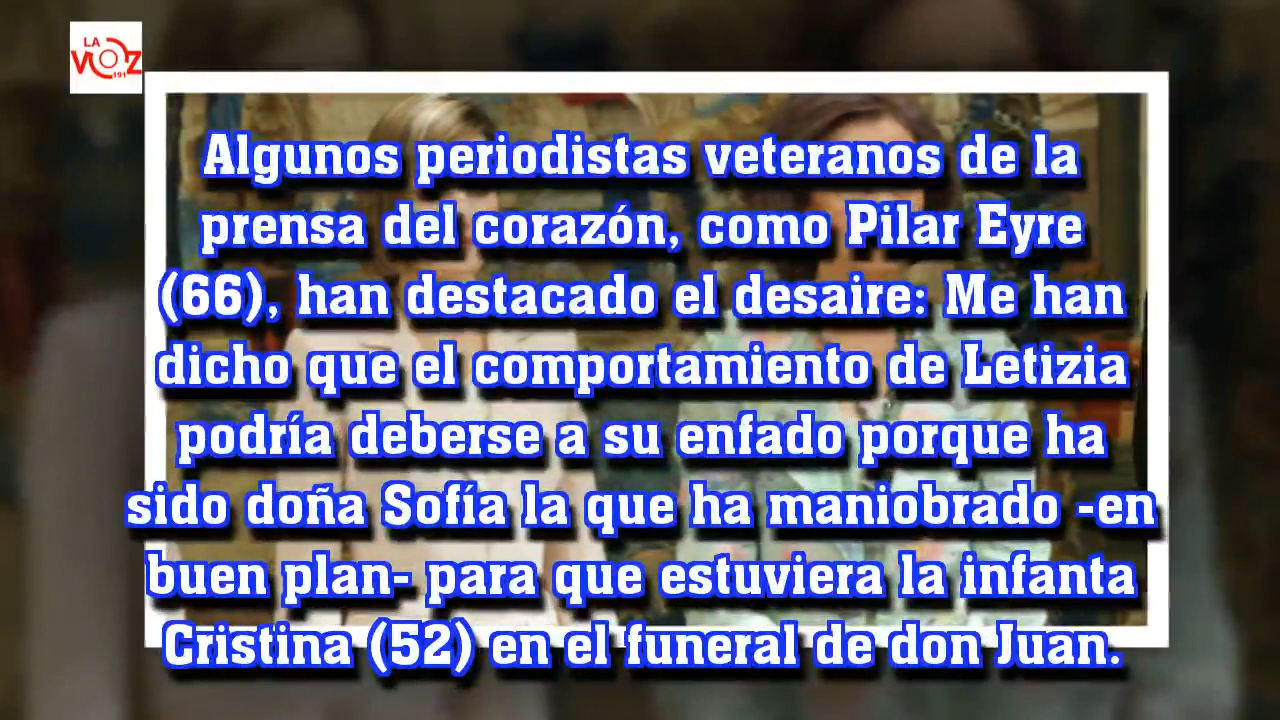 LA
VOZ
191
Algunos periodistas veteranos de la
prensa del corazón, como Pilar Eyre
(66), han destacado el desaire: Me han
dicho que el comportamiento de Letizia
podría deberse a su enfado porque ha
sido doña Sofía la que ha maniobrado -en
buen plan- para que estuviera la infanta
Cristina (52) en el funeral de don Juan.